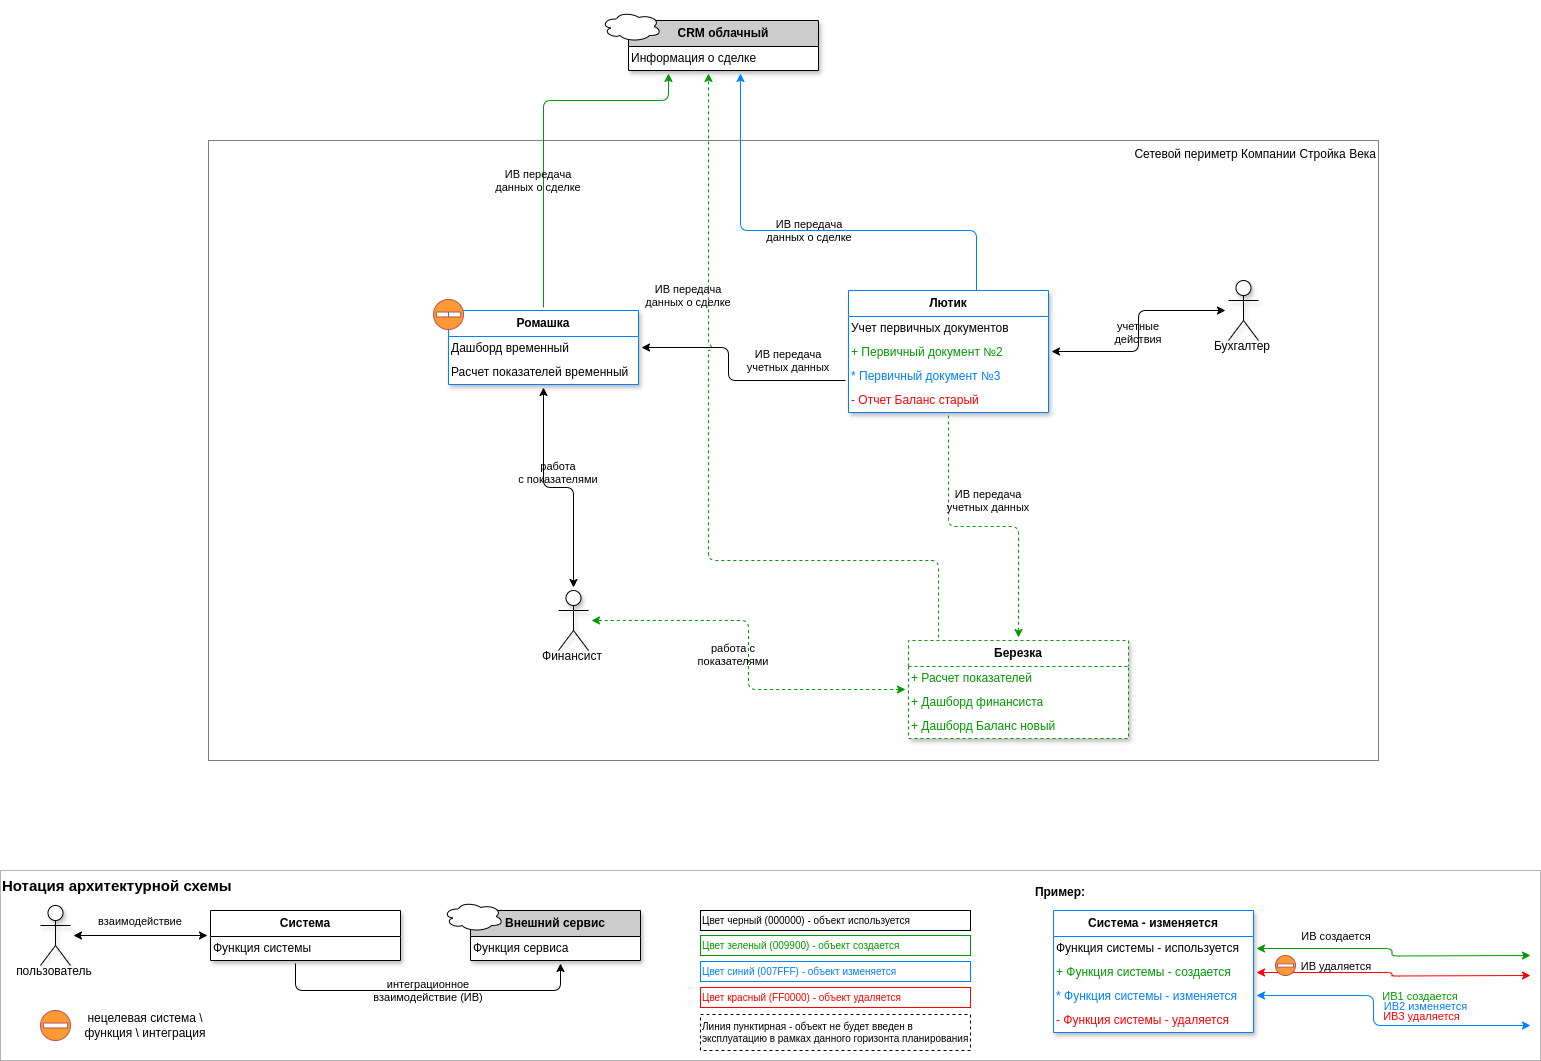 CRM облачный
Информация о сделке
Сетевой периметр Компании Стройка Века
ИВ передача
данных о сделке
ИВ передача
данных о сделке
ИВ передача
данных о сделке
Ромашка
Дашборд временный
Расчет показателей временный
ИВ передача
учетных данных
Лютик
Учет первичных документов
+ Первичный документ №2
* Первичный документ №3
- Отчет Баланс старый
учетные
действия
Бухгалтер
работа
с показателями
ИВ передача
учетных данных
Финансист
работа с
показателями
Березка
+ Расчет показателей
+ Дашборд финансиста
+ Дашборд Баланс новый
Нотация архитектурной схемы
пользователь
взаимодействие
Система
Функция системы
Внешний сервис
Функция сервиса
интеграционное
взаимодействие (ИВ)
нецелевая система \
функция \ интеграция
Цвет черный (000000) - объект используется
Цвет зеленый (009900) - объект создается
Цвет синий (007FFF) - объект изменяется
Цвет красный (FF0000) - объект удаляется
Линия пунктирная - объект не будет введен в
эксплуатацию в рамках данного горизонта планирования
Пример:
Система - изменяется
Функция системы - используется
+ Функция системы - создается
* Функция системы - изменяется
- Функция системы - удаляется
ИВ создается
ИВ удаляется
ИВ1 создается
ИВ2 изменяется
ИВ3 удаляется